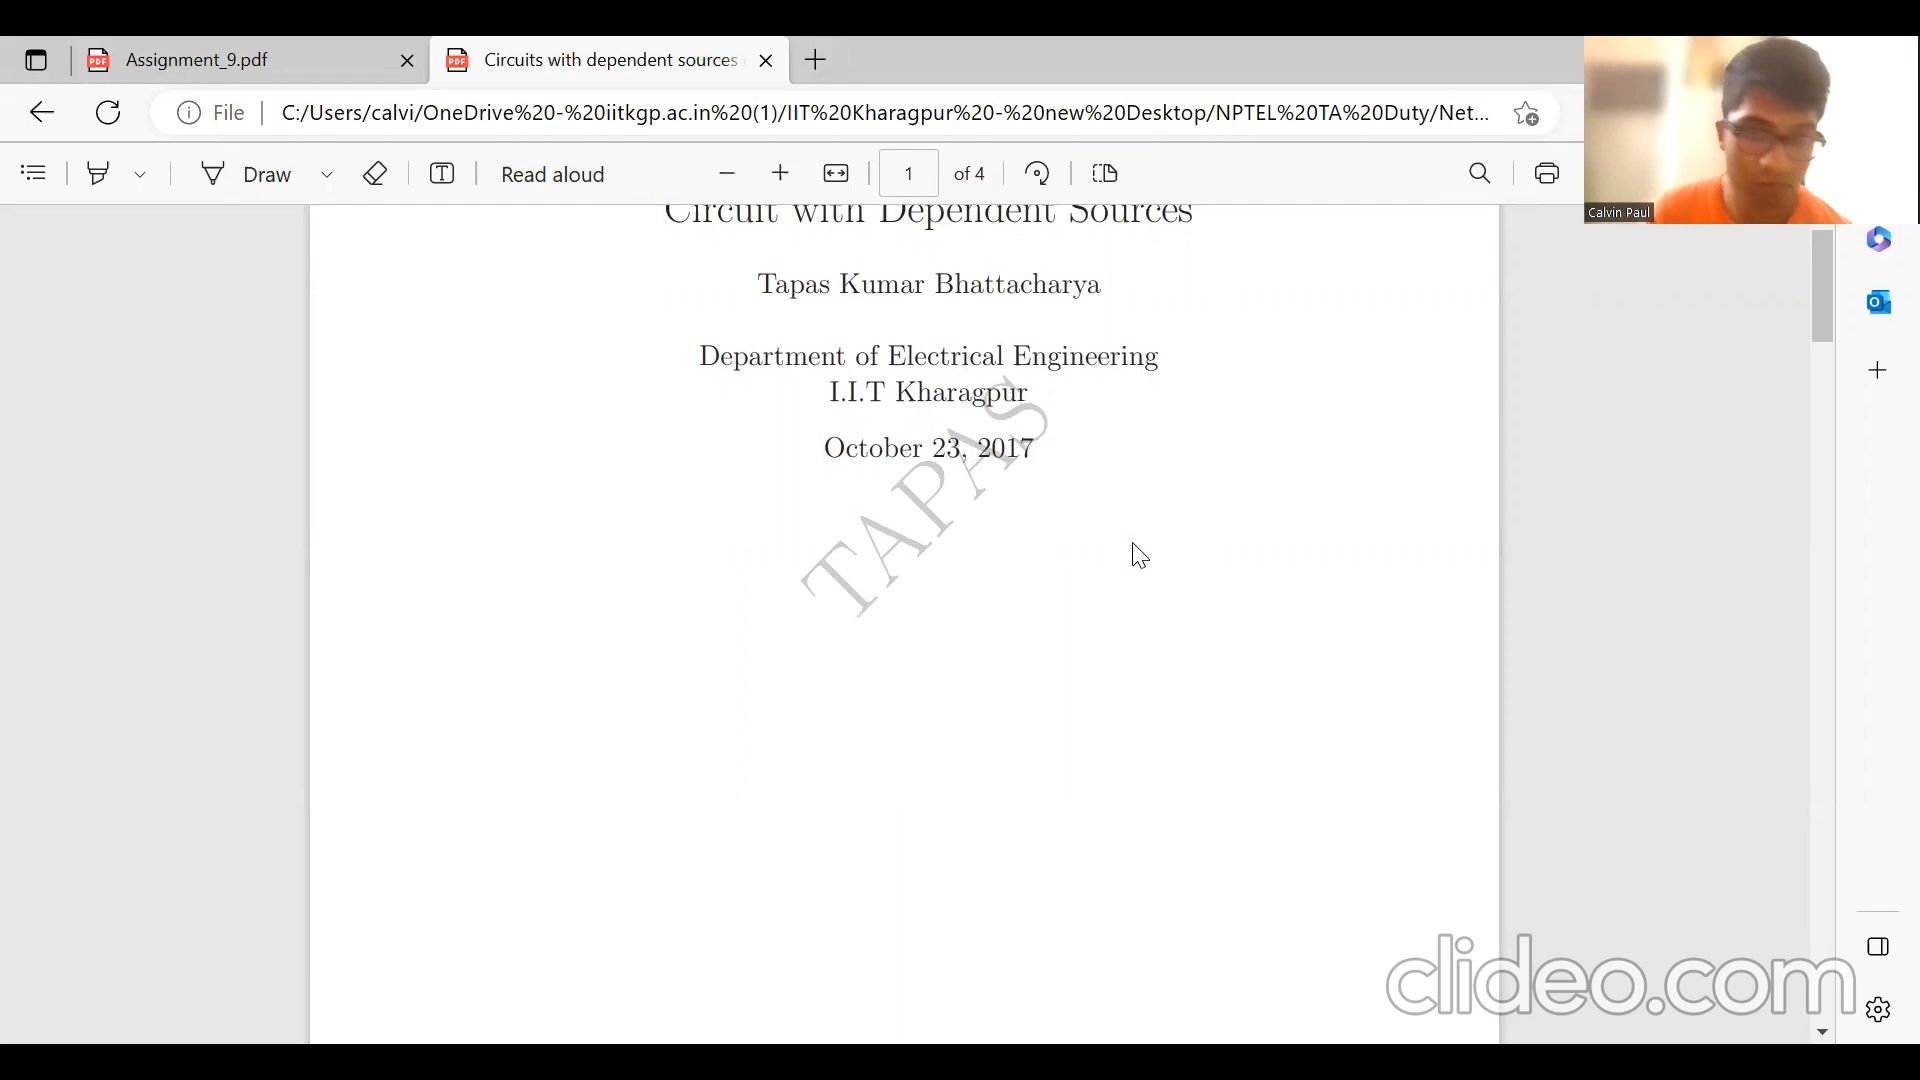 Assignment_9.pdf
Circuits with dependent sources
File
C:/Users/calvi/OneDrive%20-%20iitkgp.ac.in%20(1)/IIT%20Kharagpur%20-%20new%20Desktop/NPTEL%20TA%20Duty/Net...
Draw
Read aloud
1 of 4
Calvin Paul
Circuit with Dependent Sources
Tapas Kumar Bhattacharya
Department of Electrical Engineering
I.I.T Kharagpur
October 23, 2017
TAPAS
clideo.com